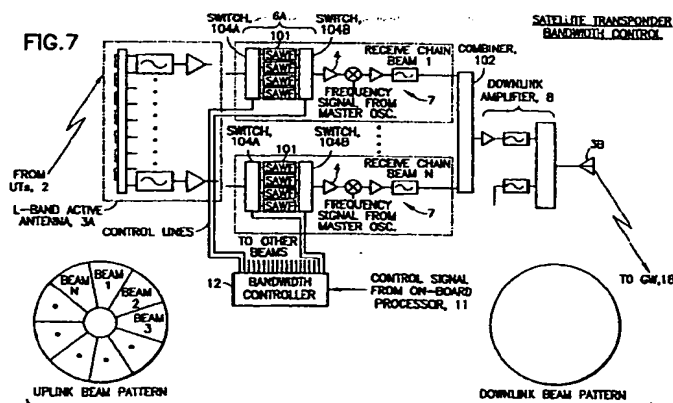 FIG.7
SATELLITE TRANSPONDER
BANDWIDTH CONTROL
SWITCH, 104A
6A
101
SWITCH, 104B
SAWF
SAWF
SAWF
SAWF
4
RECEIVE CHAIN
BEAM 1
FREQUENCY
SIGNAL FROM
MASTER OSC.
7
COMBINER,
102
DOWNLINK
AMPLIFIER, 8
3B
FROM
UTs, 2
L-BAND ACTIVE
ANTENNA, 3A
SWITCH,
104A
101
SWITCH,
104B
SAWF
SAWF
SAWF
SAWF
4
RECEIVE CHAIN
BEAM N
FREQUENCY
SIGNAL FROM
MASTER OSC.
7
CONTROL LINES
TO OTHER
BEAMS
12
BANDWIDTH
CONTROLLER
CONTROL SIGNAL
FROM ON-BOARD
PROCESSOR, 11
TO GW, 18
BEAM N
BEAM 1
BEAM 2
BEAM 3
UPLINK BEAM PATTERN
DOWNLINK BEAM PATTERN